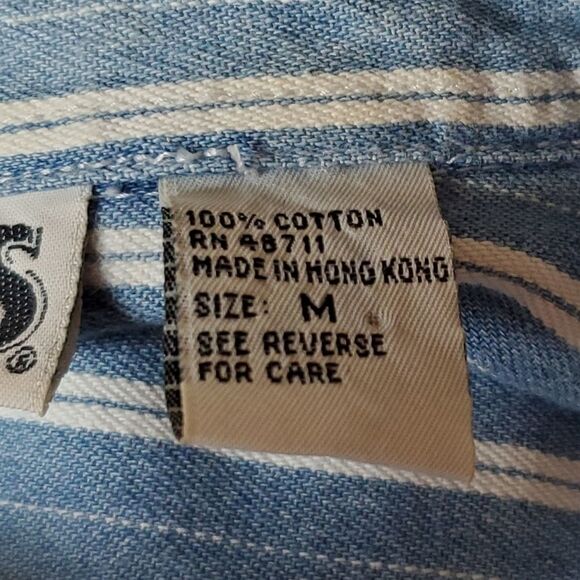 100% COTTON
RN 48711
MADE IN HONG KONG
SIZE: M
SEE REVERSE
FOR CARE
S
®